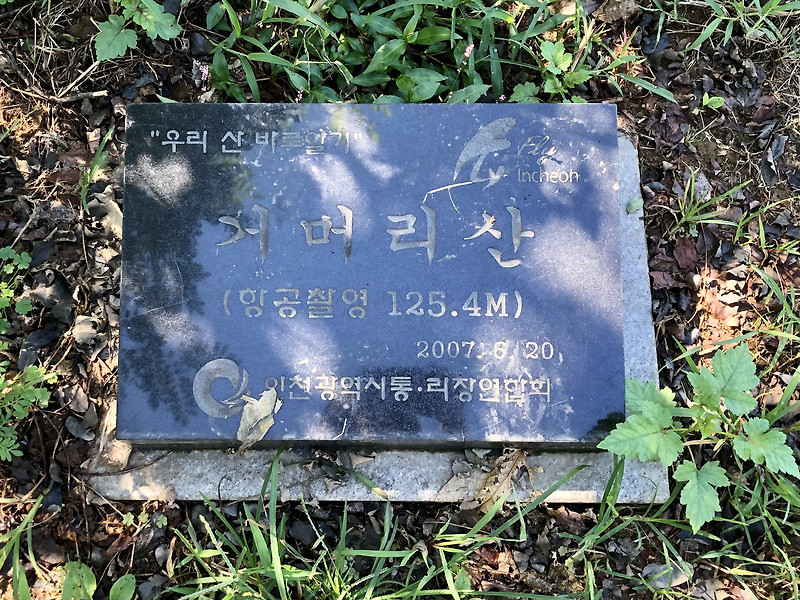 "우리 산 바로알기"
Fly
Incheon
거머리산
(항공촬영 125.4M)
2007. 6. 20.
인천광역시통·리장연합회